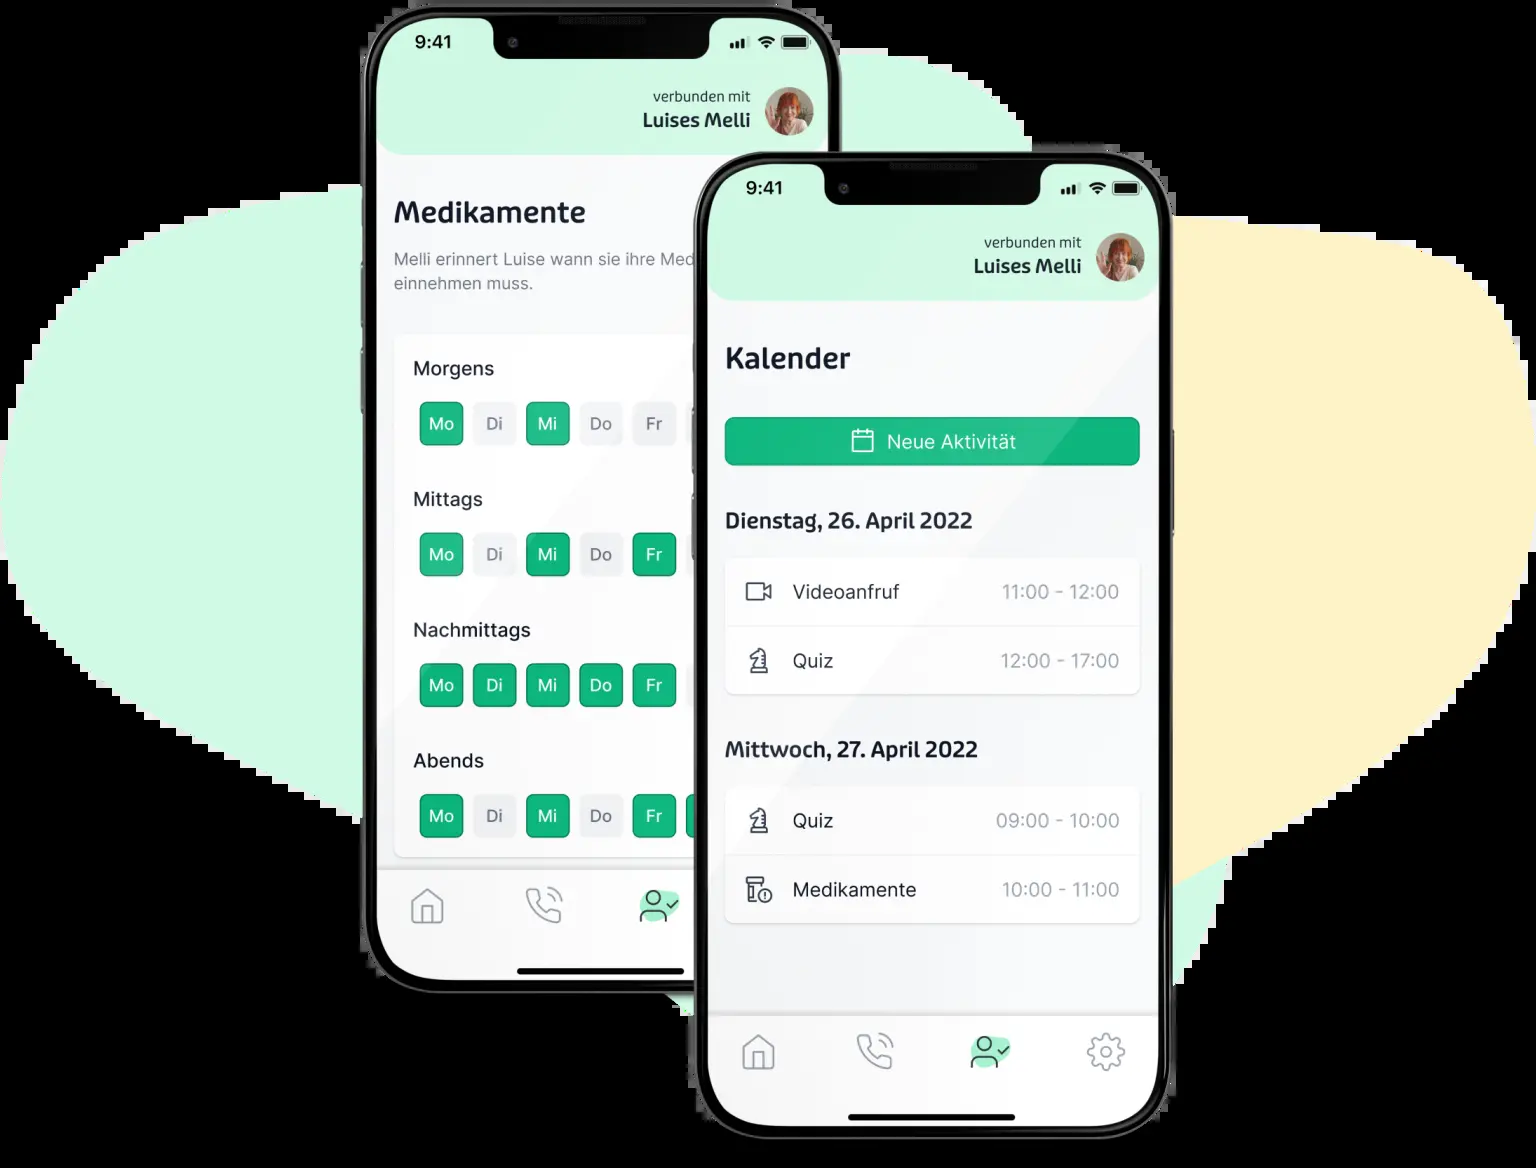 9:41
verbunden mit
Luises Melli
Medikamente
Melli erinnert Luise wann sie ihre Med
einnehmen muss.
Morgens
Mo Di Mi Do Fr
Mittags
Mo Di Mi Do Fr
Nachmittags
Mo Di Mi Do Fr
Abends
Mo Di Mi Do Fr
9:41
verbunden mit
Luises Melli
Kalender
Neue Aktivität
Dienstag, 26. April 2022
Videoanfruf 11:00 - 12:00
Quiz 12:00 - 17:00
Mittwoch, 27. April 2022
Quiz 09:00 - 10:00
Medikamente 10:00 - 11:00